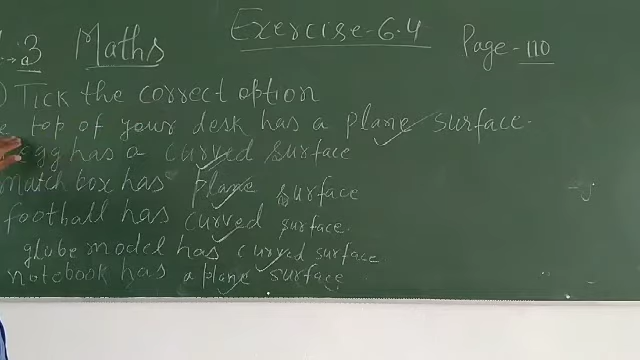 3 Maths Exercise-6.4 Page-110
) Tick the correct option
e top of your desk has a plane surface.
egg has a curved surface
matchbox has plane surface
football has curved surface.
globe model has curved surface
notebook has a plane surface